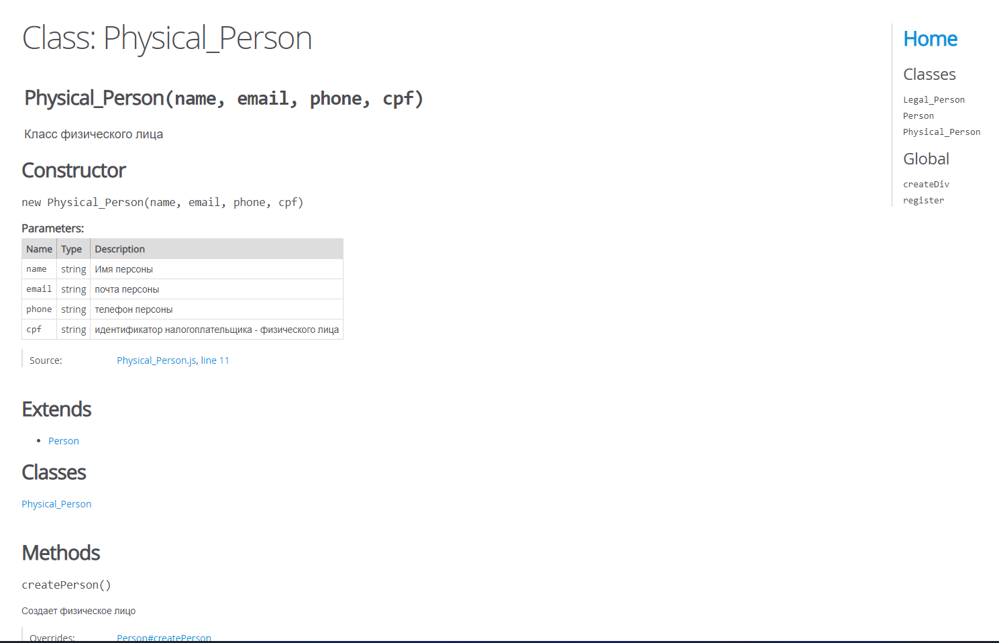 Class: Physical_Person
Physical_Person(name, email, phone, cpf)
Класс физического лица
Constructor
new Physical_Person(name, email, phone, cpf)
Parameters:
Name Type Description
name string Имя персоны
email string почта персоны
phone string телефон персоны
cpf string идентификатор налогоплательщика - физического лица
Source: Physical_Person.js, line 11
Extends
Person
Classes
Physical_Person
Methods
createPerson()
Создает физическое лицо
Overrides: Person#createPerson
Home
Classes
Legal_Person
Person
Physical_Person
Global
createDiv
register